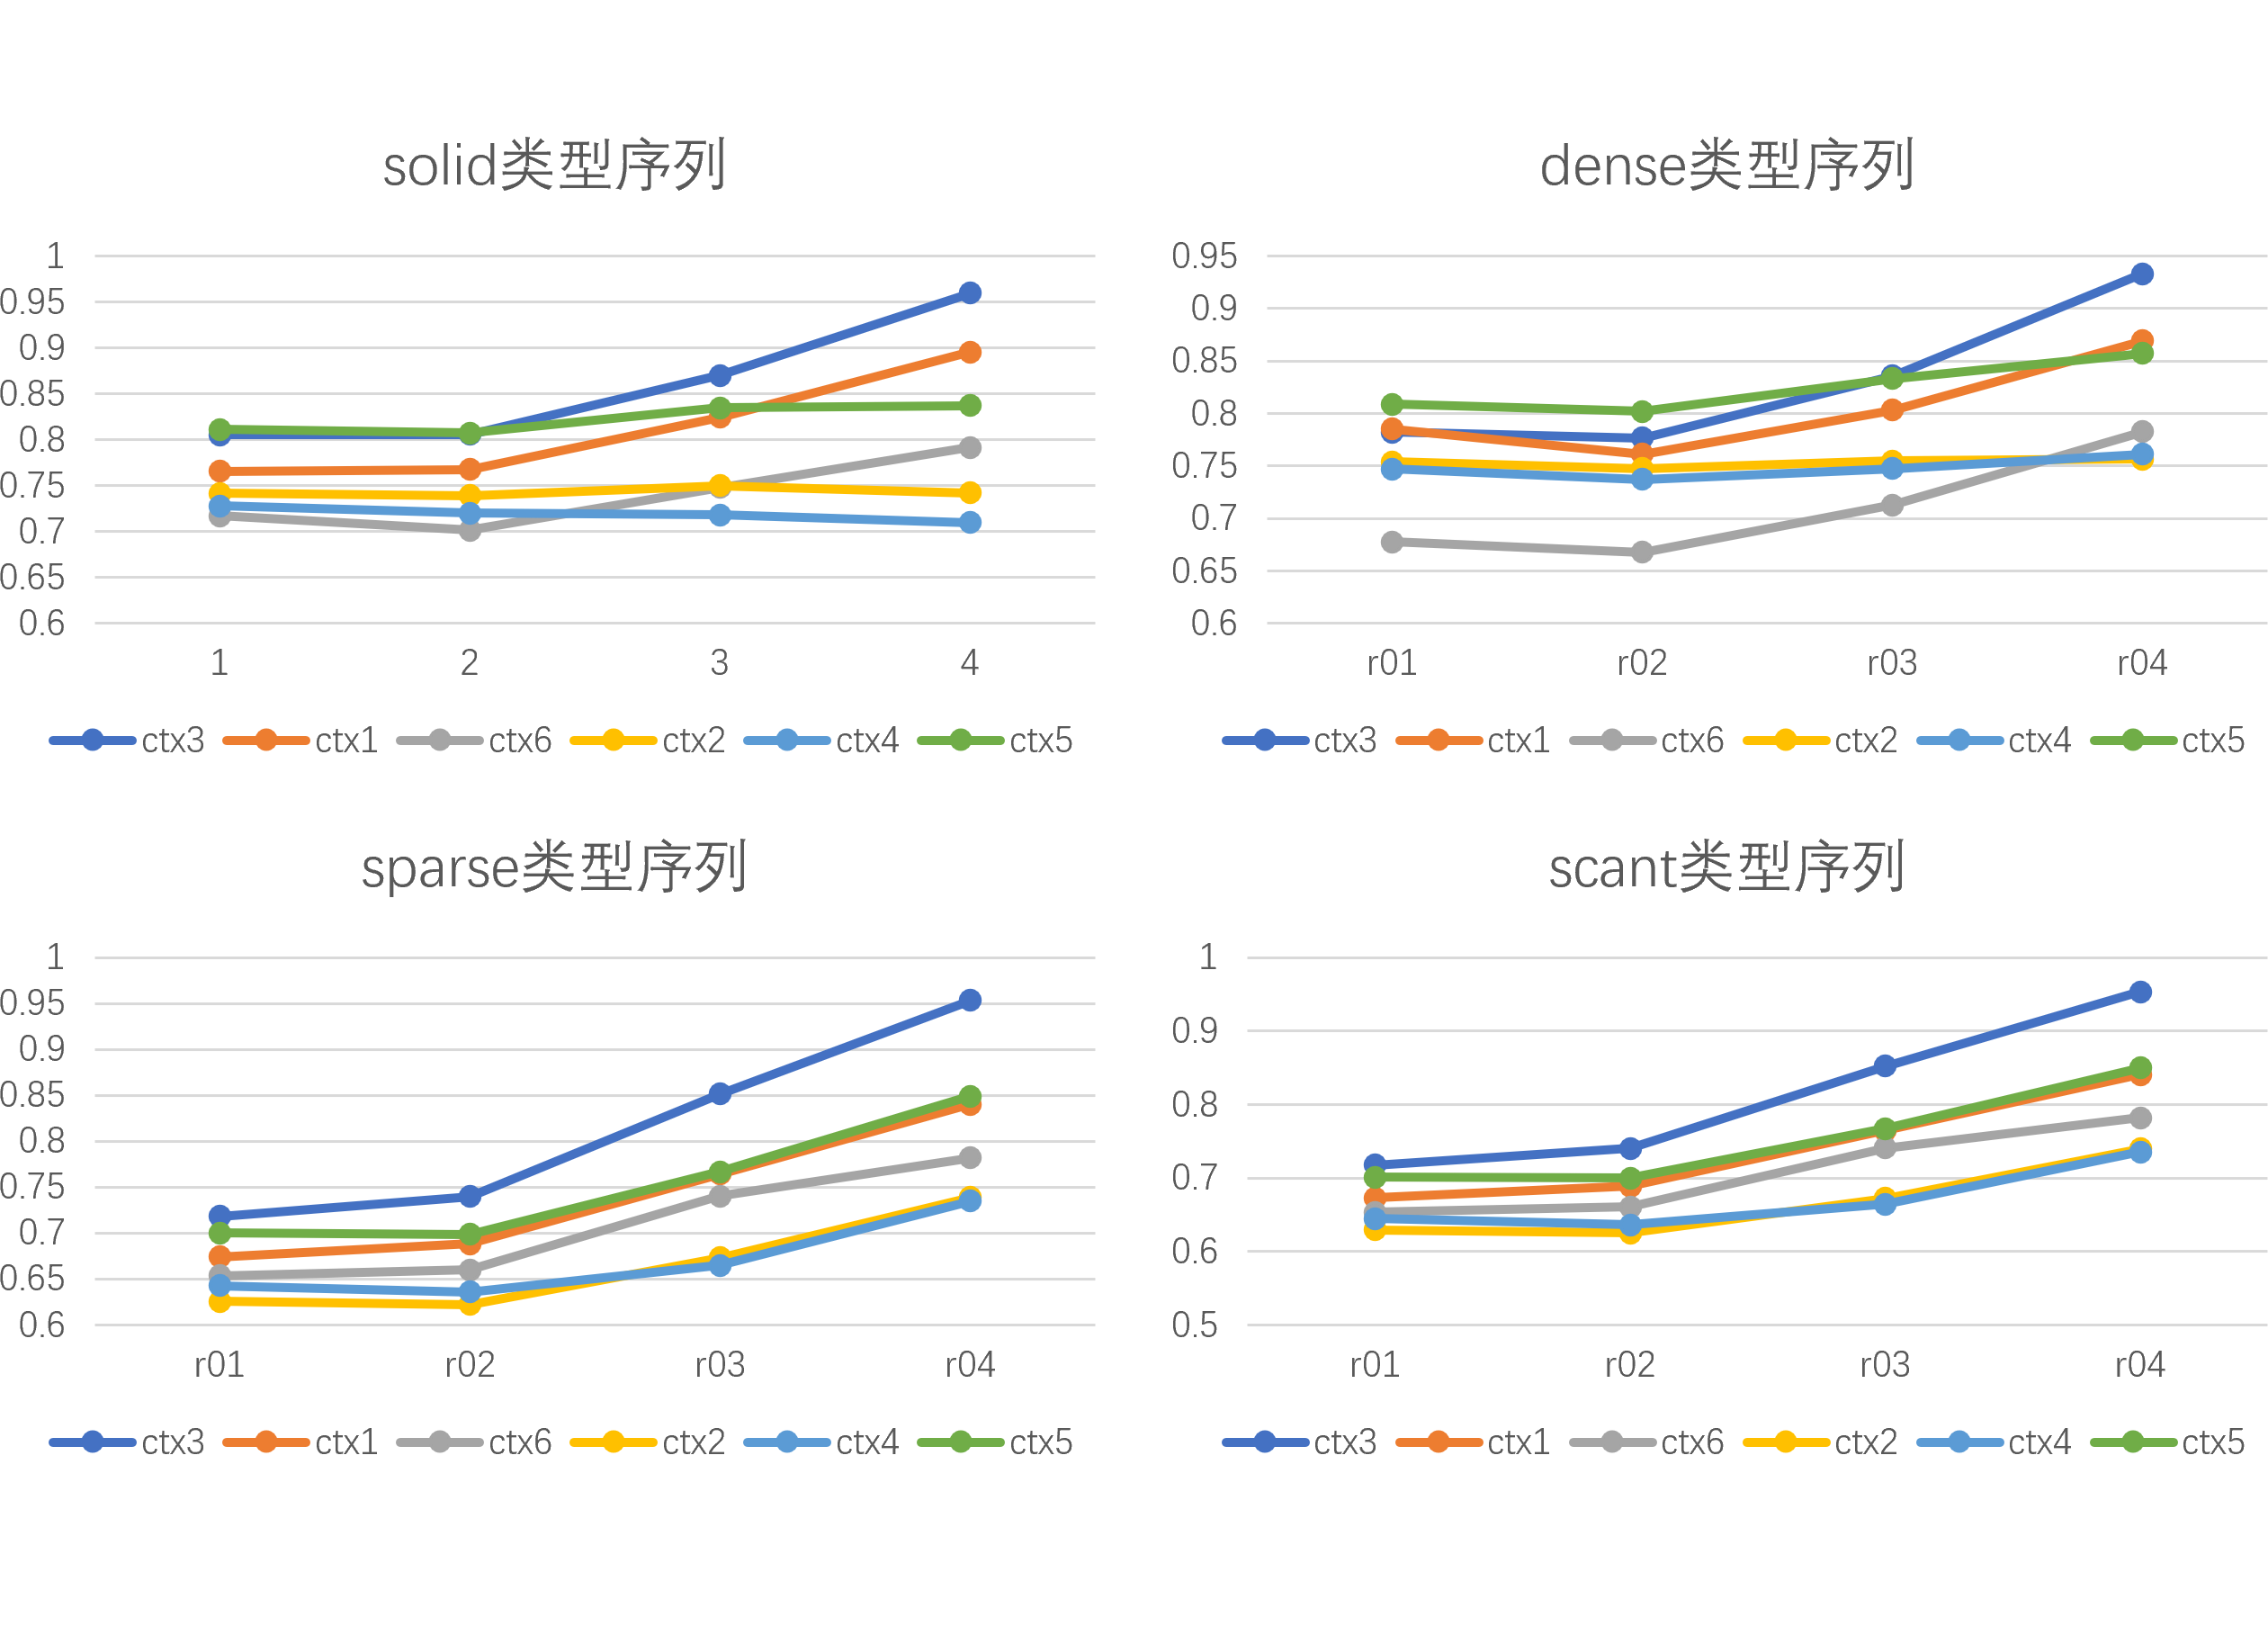 solid类型序列
1
0.95
0.9
0.85
0.8
0.75
0.7
0.65
0.6
1 2 3 4
ctx3 ctx1 ctx6 ctx2 ctx4 ctx5
dense类型序列
0.95
0.9
0.85
0.8
0.75
0.7
0.65
0.6
r01 r02 r03 r04
ctx3 ctx1 ctx6 ctx2 ctx4 ctx5
sparse类型序列
1
0.95
0.9
0.85
0.8
0.75
0.7
0.65
0.6
r01 r02 r03 r04
ctx3 ctx1 ctx6 ctx2 ctx4 ctx5
scant类型序列
1
0.9
0.8
0.7
0.6
0.5
r01 r02 r03 r04
ctx3 ctx1 ctx6 ctx2 ctx4 ctx5